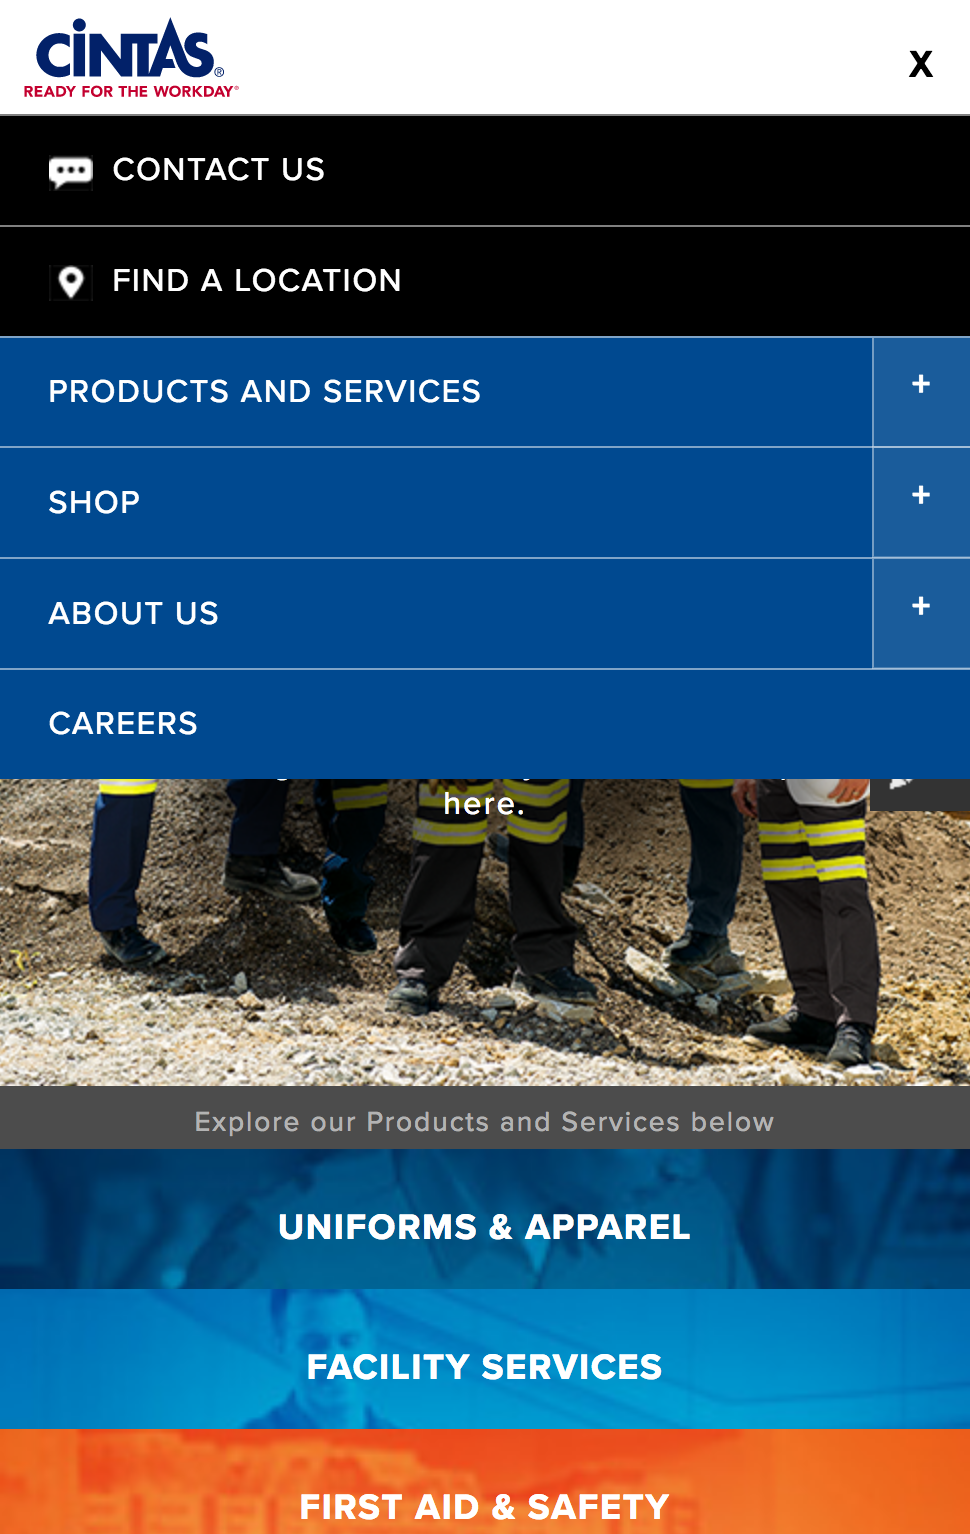 CINTAS®
READY FOR THE WORKDAY®
X
CONTACT US
FIND A LOCATION
PRODUCTS AND SERVICES +
SHOP +
ABOUT US +
CAREERS
here.
Explore our Products and Services below
UNIFORMS & APPAREL
FACILITY SERVICES
FIRST AID & SAFETY